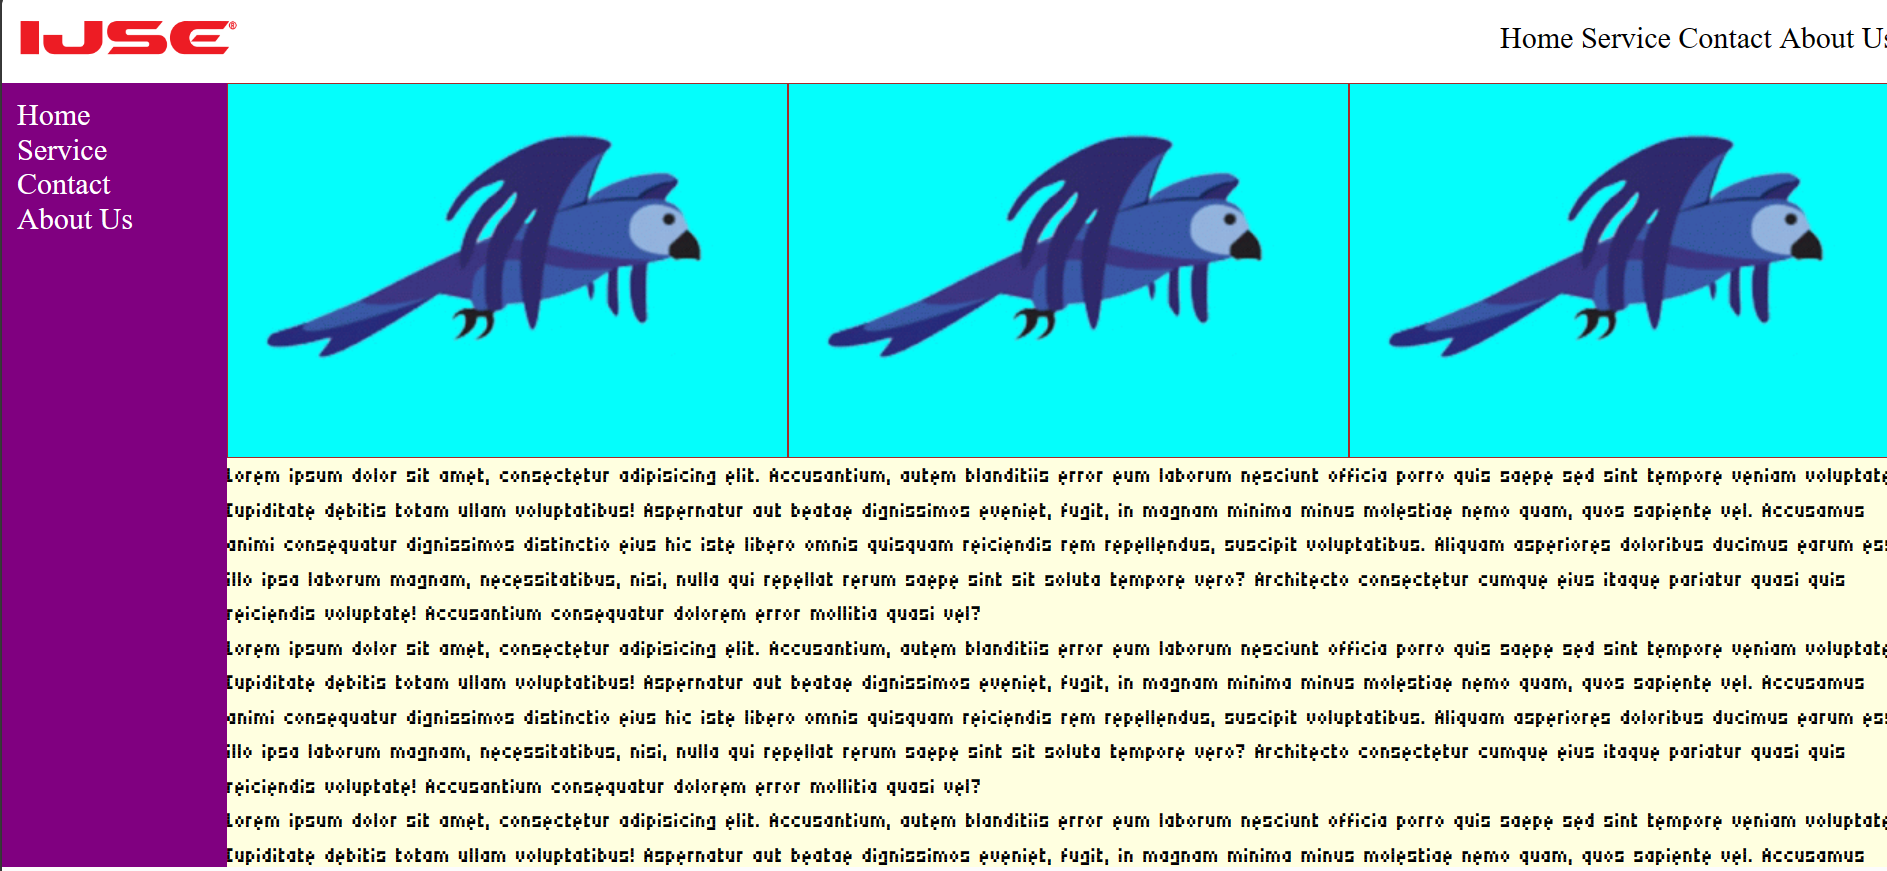 IJSE®
Home Service Contact About Us
Home
Service
Contact
About Us
Lorem ipsum dolor sit amet, consectetur adipisicing elit. Accusantium, autem blanditiis error eum laborum nesciunt officia porro quis saepe sed sint tempore veniam voluptate
Cupiditate debitis totam ullam voluptatibus! Aspernatur aut beatae dignissimos eveniet, fugit, in magnam minima minus molestiae nemo quam, quos sapiente vel. Accusamus
animi consequatur dignissimos distinctio eius hic iste libero omnis quisquam reiciendis rem repellendus, suscipit voluptatibus. Aliquam asperiores doloribus ducimus earum ess
illo ipsa laborum magnam, necessitatibus, nisi, nulla qui repellat rerum saepe sint sit soluta tempore vero? Architecto consectetur cumque eius itaque pariatur quasi quis
reiciendis voluptate! Accusantium consequatur dolorem error mollitia quasi vel?
Lorem ipsum dolor sit amet, consectetur adipisicing elit. Accusantium, autem blanditiis error eum laborum nesciunt officia porro quis saepe sed sint tempore veniam voluptate
Cupiditate debitis totam ullam voluptatibus! Aspernatur aut beatae dignissimos eveniet, fugit, in magnam minima minus molestiae nemo quam, quos sapiente vel. Accusamus
animi consequatur dignissimos distinctio eius hic iste libero omnis quisquam reiciendis rem repellendus, suscipit voluptatibus. Aliquam asperiores doloribus ducimus earum ess
illo ipsa laborum magnam, necessitatibus, nisi, nulla qui repellat rerum saepe sint sit soluta tempore vero? Architecto consectetur cumque eius itaque pariatur quasi quis
reiciendis voluptate! Accusantium consequatur dolorem error mollitia quasi vel?
Lorem ipsum dolor sit amet, consectetur adipisicing elit. Accusantium, autem blanditiis error eum laborum nesciunt officia porro quis saepe sed sint tempore veniam voluptate
Cupiditate debitis totam ullam voluptatibus! Aspernatur aut beatae dignissimos eveniet, fugit, in magnam minima minus molestiae nemo quam, quos sapiente vel. Accusamus